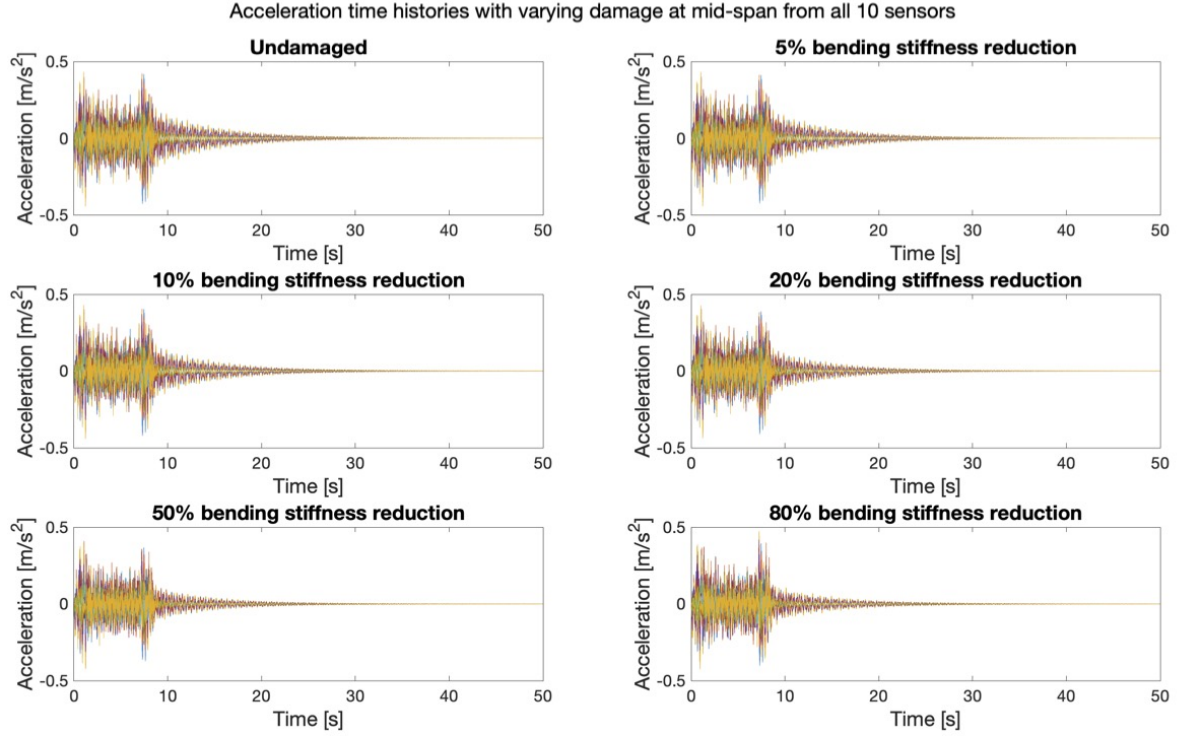 Acceleration time histories with varying damage at mid-span from all 10 sensors
Undamaged
Acceleration [m/s²]
0.5
0
-0.5
0 10 20 30 40 50
Time [s]
5% bending stiffness reduction
Acceleration [m/s²]
0.5
0
-0.5
0 10 20 30 40 50
Time [s]
10% bending stiffness reduction
Acceleration [m/s²]
0.5
0
-0.5
0 10 20 30 40 50
Time [s]
20% bending stiffness reduction
Acceleration [m/s²]
0.5
0
-0.5
0 10 20 30 40 50
Time [s]
50% bending stiffness reduction
Acceleration [m/s²]
0.5
0
-0.5
0 10 20 30 40 50
Time [s]
80% bending stiffness reduction
Acceleration [m/s²]
0.5
0
-0.5
0 10 20 30 40 50
Time [s]